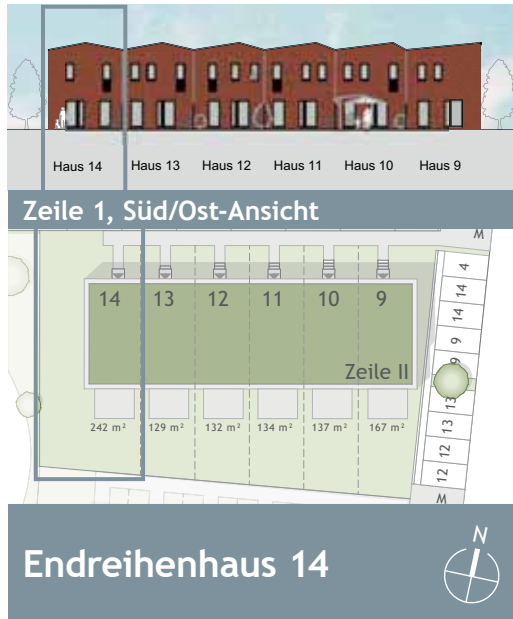 Haus 14 Haus 13 Haus 12 Haus 11 Haus 10 Haus 9
Zeile 1, Süd/Ost-Ansicht
M
14 13 12 11 10 9
Zeile II
242 m² 129 m² 132 m² 134 m² 137 m² 167 m²
4
14
14
9
9
13
13
12
12
M
Endreihenhaus 14
N